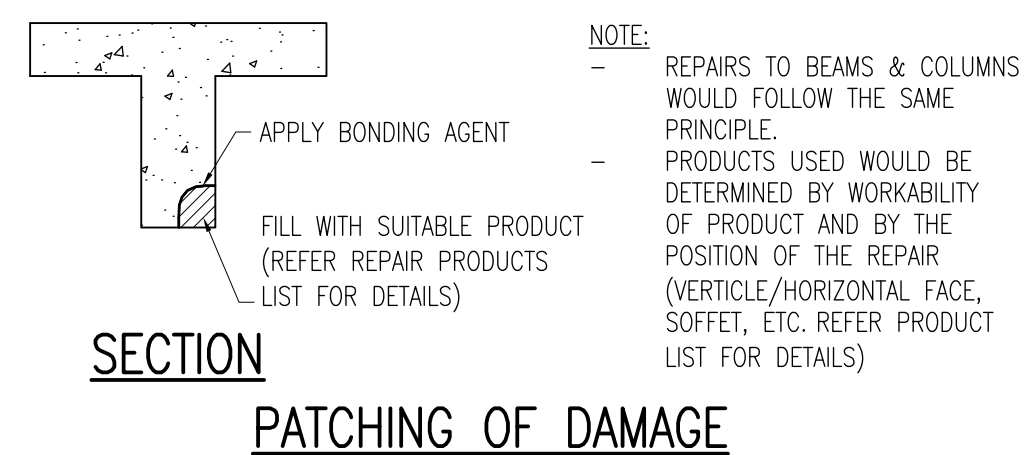 APPLY BONDING AGENT
FILL WITH SUITABLE PRODUCT
(REFER REPAIR PRODUCTS
LIST FOR DETAILS)
SECTION
NOTE:
- REPAIRS TO BEAMS & COLUMNS
WOULD FOLLOW THE SAME
PRINCIPLE.
- PRODUCTS USED WOULD BE
DETERMINED BY WORKABILITY
OF PRODUCT AND BY THE
POSITION OF THE REPAIR
(VERTICLE/HORIZONTAL FACE,
SOFFET, ETC. REFER PRODUCT
LIST FOR DETAILS)
PATCHING OF DAMAGE